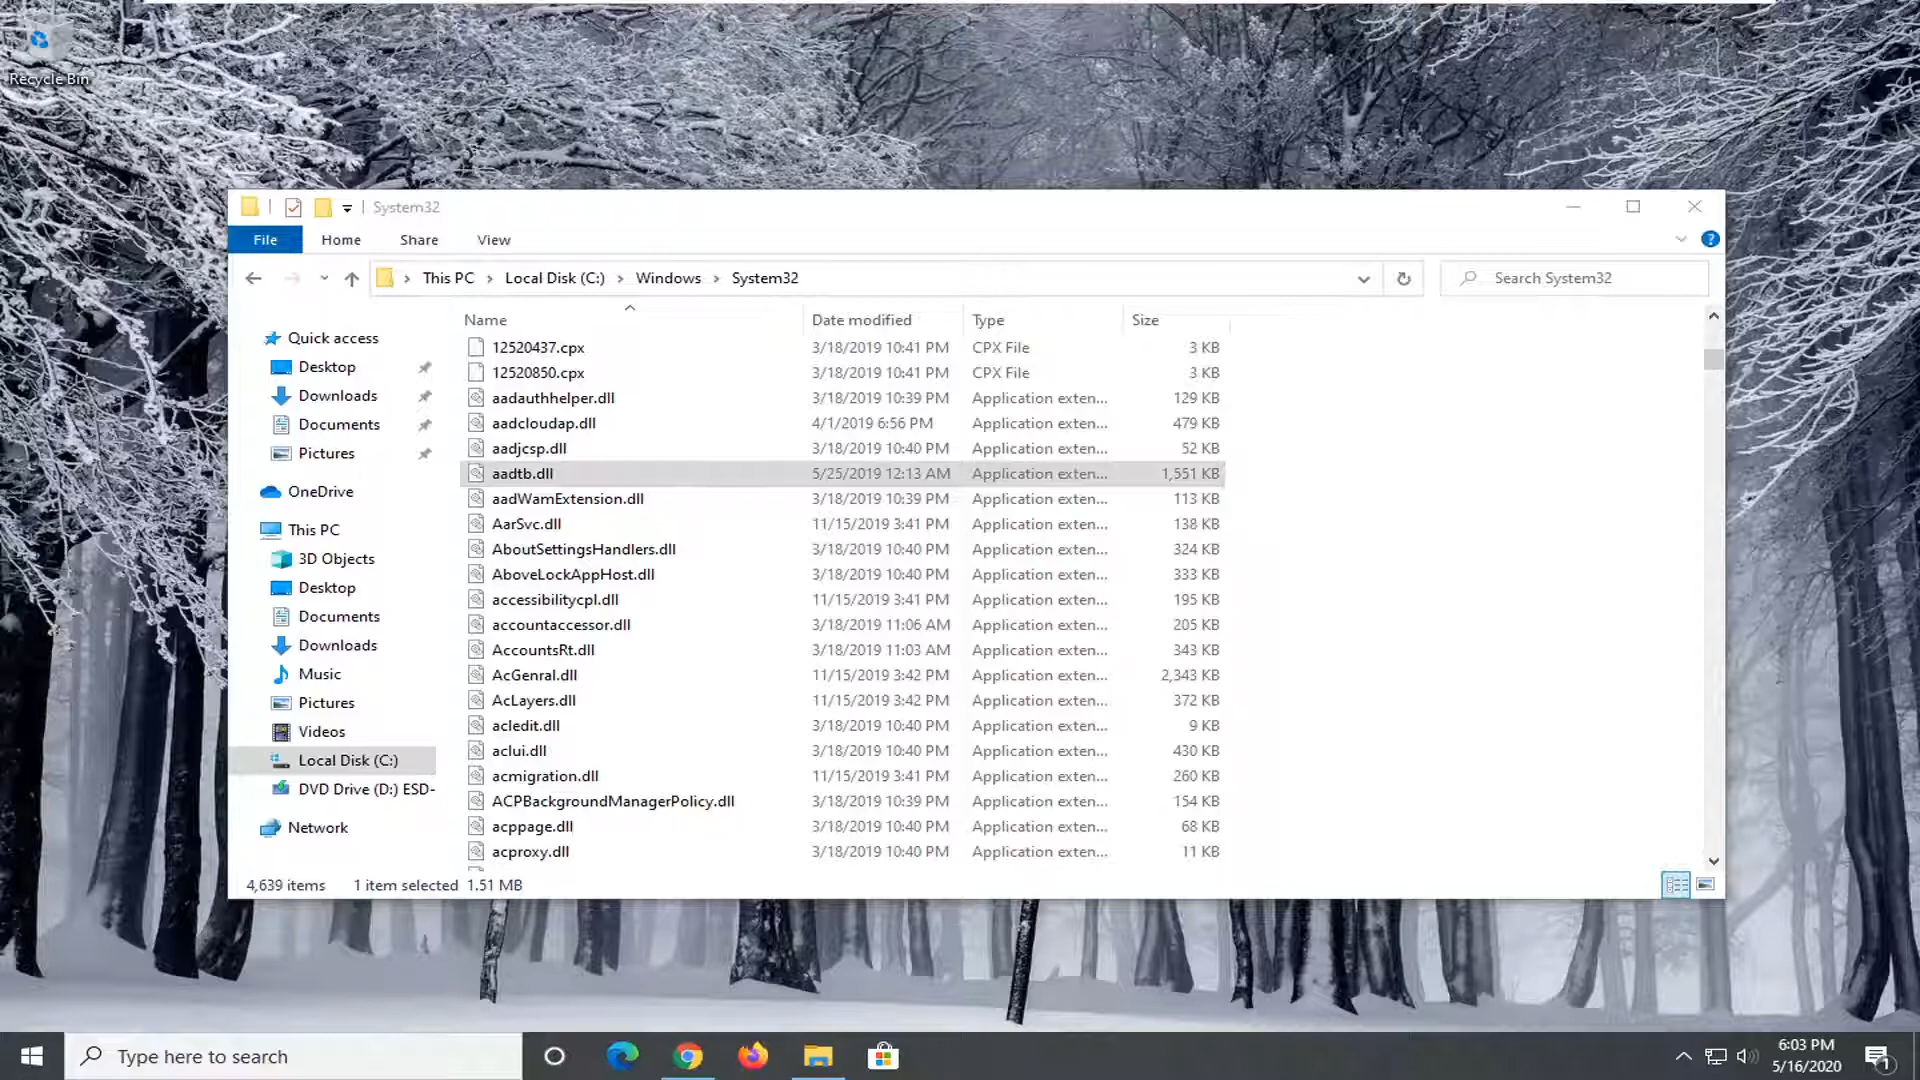 Recycle Bin
System32
File Home Share View
This PC Local Disk (C:) Windows System32 Search System32
Name Date modified Type Size
Quick access
Desktop
Downloads
Documents
Pictures
OneDrive
This PC
3D Objects
Desktop
Documents
Downloads
Music
Pictures
Videos
Local Disk (C:)
DVD Drive (D:) ESD-
Network
12520437.cpx 3/18/2019 10:41 PM CPX File 3 KB
12520850.cpx 3/18/2019 10:41 PM CPX File 3 KB
aadauthhelper.dll 3/18/2019 10:39 PM Application exten... 129 KB
aadcloudap.dll 4/1/2019 6:56 PM Application exten... 479 KB
aadjcsp.dll 3/18/2019 10:40 PM Application exten... 52 KB
aadtb.dll 5/25/2019 12:13 AM Application exten... 1,551 KB
aadWamExtension.dll 3/18/2019 10:39 PM Application exten... 113 KB
AarSvc.dll 11/15/2019 3:41 PM Application exten... 138 KB
AboutSettingsHandlers.dll 3/18/2019 10:40 PM Application exten... 324 KB
AboveLockAppHost.dll 3/18/2019 10:40 PM Application exten... 333 KB
accessibilitycpl.dll 11/15/2019 3:41 PM Application exten... 195 KB
accountaccessor.dll 3/18/2019 11:06 AM Application exten... 205 KB
AccountsRt.dll 3/18/2019 11:03 AM Application exten... 343 KB
AcGenral.dll 11/15/2019 3:42 PM Application exten... 2,343 KB
AcLayers.dll 11/15/2019 3:42 PM Application exten... 372 KB
acledit.dll 3/18/2019 10:40 PM Application exten... 9 KB
aclui.dll 3/18/2019 10:40 PM Application exten... 430 KB
acmigration.dll 11/15/2019 3:41 PM Application exten... 260 KB
ACPBackgroundManagerPolicy.dll 3/18/2019 10:39 PM Application exten... 154 KB
acppage.dll 3/18/2019 10:40 PM Application exten... 68 KB
acproxy.dll 3/18/2019 10:40 PM Application exten... 11 KB
4,639 items 1 item selected 1.51 MB
Type here to search
6:03 PM
5/16/2020
1